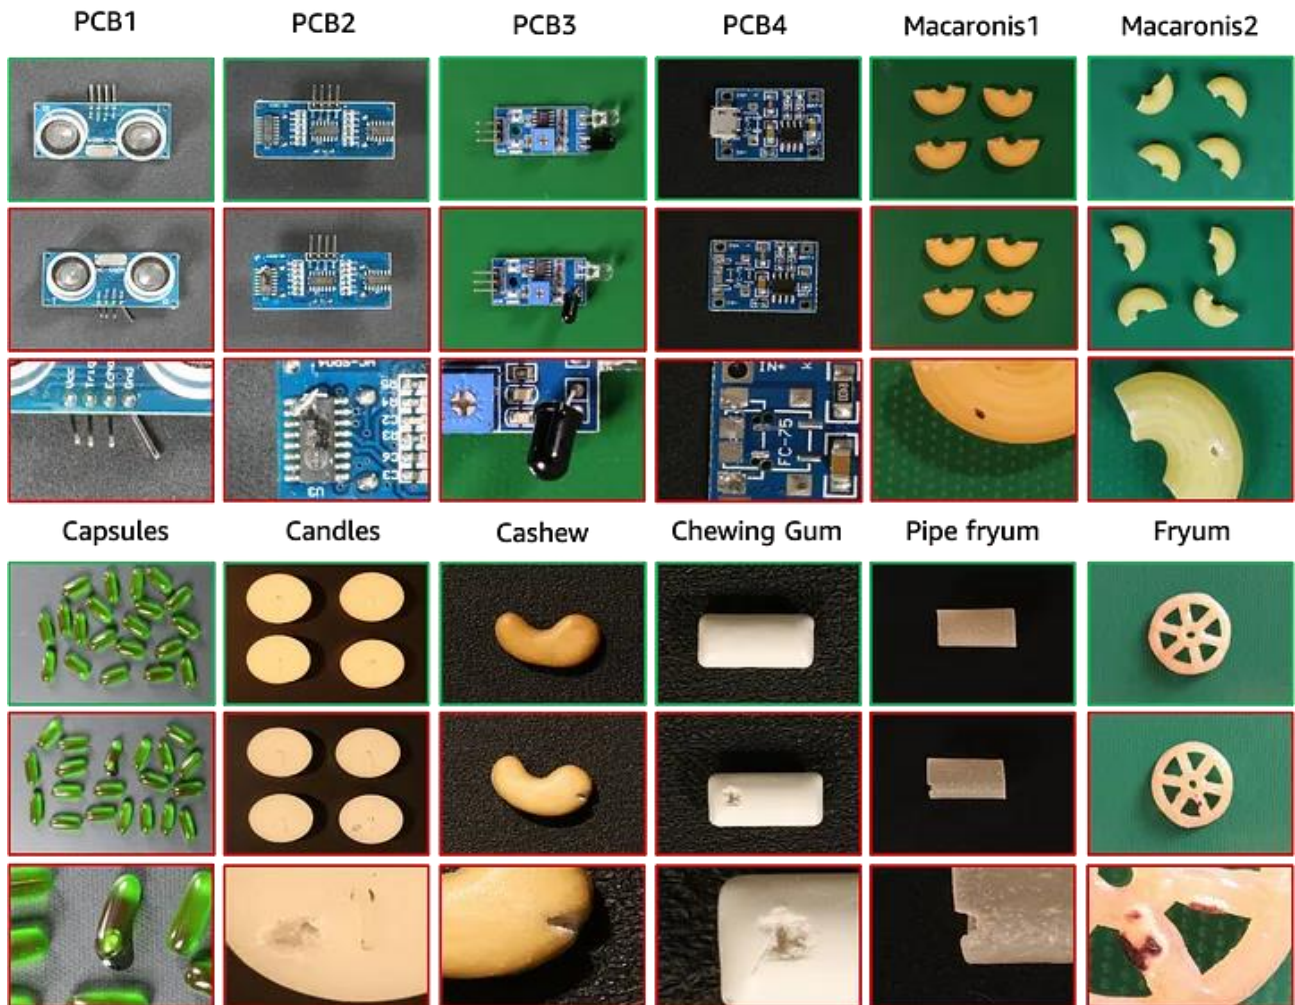 PCB1 PCB2 PCB3 PCB4 Macaronis1 Macaronis2
Vcc Trig Echo Gnd
U3
IN+
FC-75
Capsules Candles Cashew Chewing Gum Pipe fryum Fryum